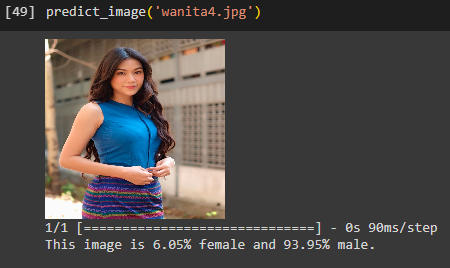 [49] predict_image('wanita4.jpg')
1/1 [==============================] - 0s 90ms/step
This image is 6.05% female and 93.95% male.